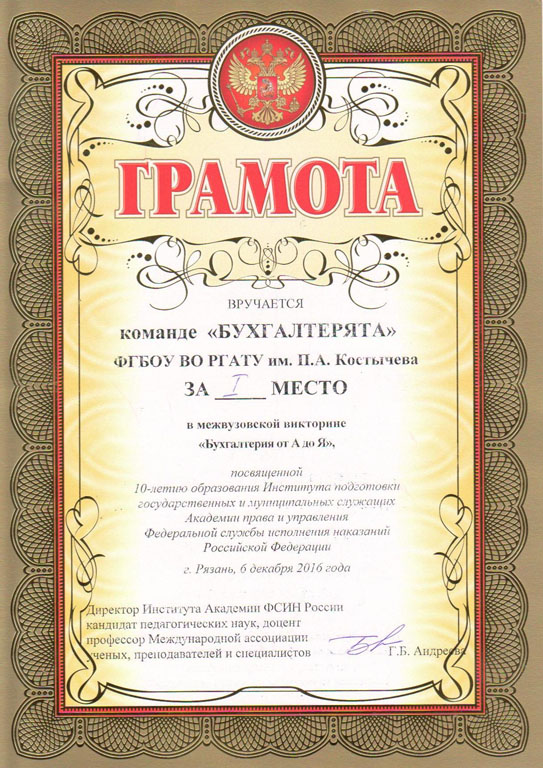 ГРАМОТА
ВРУЧАЕТСЯ
команде «БУХГАЛТЕРЯТА»
ФГБОУ ВО РГАТУ им. П.А. Костычева
ЗА I МЕСТО
в межвузовской викторине
«Бухгалтерия от А до Я»,
посвященной
10-летию образования Института подготовки
государственных и муниципальных служащих
Академии права и управления
Федеральной службы исполнения наказаний
Российской Федерации
г. Рязань, 6 декабря 2016 года
Директор Института Академии ФСИН России
кандидат педагогических наук, доцент
профессор Международной ассоциации
ученых, преподавателей и специалистов Г.Б. Андреева